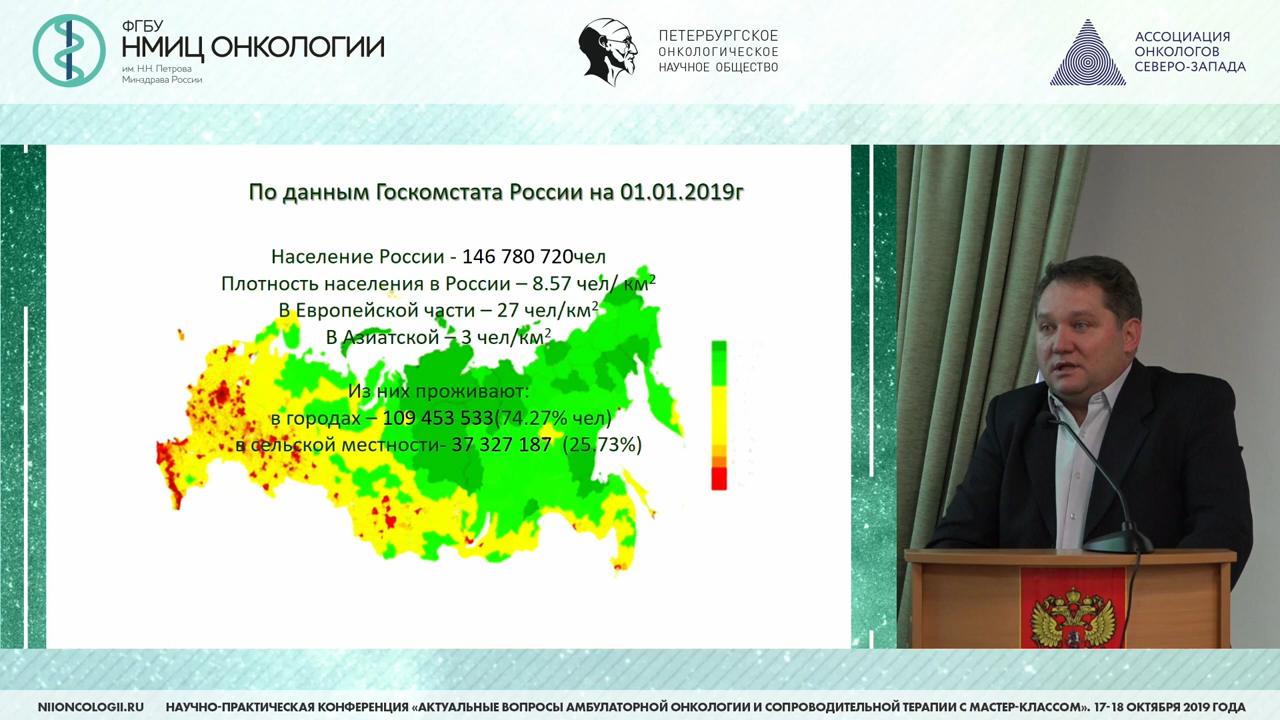 ФГБУ
НМИЦ ОНКОЛОГИИ
им. Н.Н. Петрова
Минздрава России
ПЕТЕРБУРГСКОЕ
ОНКОЛОГИЧЕСКОЕ
НАУЧНОЕ ОБЩЕСТВО
АССОЦИАЦИЯ
ОНКОЛОГОВ
СЕВЕРО-ЗАПАДА
По данным Госкомстата России на 01.01.2019г
Население России - 146 780 720чел
Плотность населения в России – 8.57 чел/ км²
В Европейской части – 27 чел/км²
В Азиатской – 3 чел/км²
Из них проживают:
в городах – 109 453 533(74.27% чел)
в сельской местности- 37 327 187 (25.73%)
NIIONCOLOGII.RU НАУЧНО-ПРАКТИЧЕСКАЯ КОНФЕРЕНЦИЯ «АКТУАЛЬНЫЕ ВОПРОСЫ АМБУЛАТОРНОЙ ОНКОЛОГИИ И СОПРОВОДИТЕЛЬНОЙ ТЕРАПИИ С МАСТЕР-КЛАССОМ». 17-18 ОКТЯБРЯ 2019 ГОДА